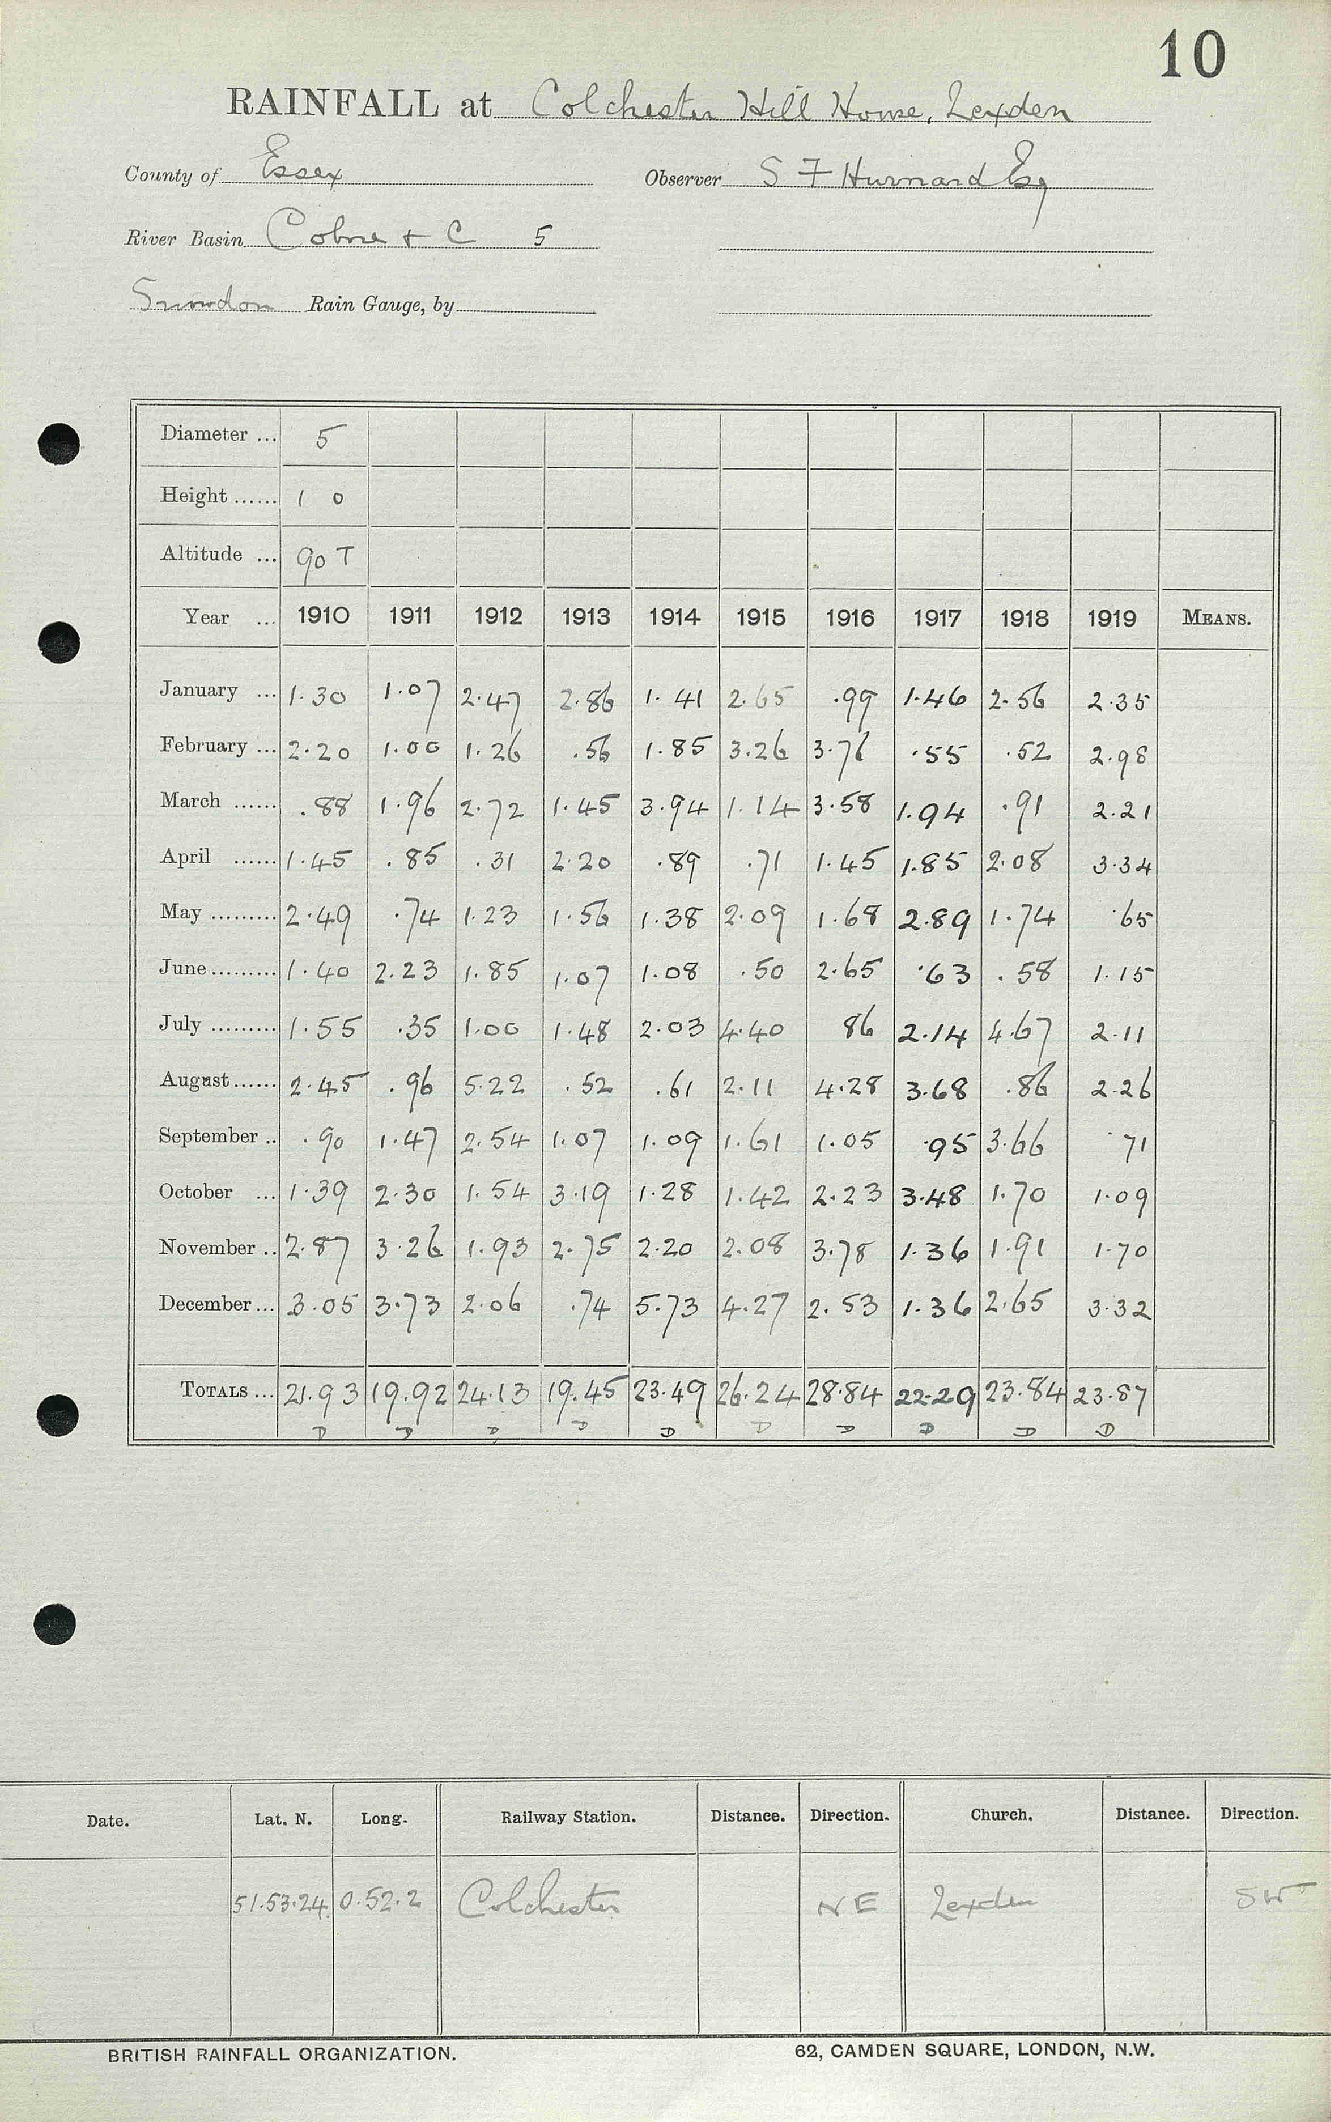 10
RAINFALL at Colchester Hill House, Lexden
County of Essex Observer S F Hurnard Esq
River Basin Colne + C 5
Snowdon Rain Gauge, by
Diameter ... 5
Height ...... 1 0
Altitude ... 90 T
Year ... 1910 1911 1912 1913 1914 1915 1916 1917 1918 1919 MEANS.
January ... 1.30 1.07 2.47 2.86 1.41 2.65 .99 1.46 2.56 2.35
February ... 2.20 1.00 1.26 .56 1.85 3.26 3.76 .55 .52 2.98
March ...... .88 1.96 2.72 1.45 3.94 1.14 3.58 1.94 .91 2.21
April ...... 1.45 .85 .31 2.20 .89 .71 1.45 1.85 2.08 3.34
May ......... 2.49 .74 1.23 1.56 1.38 2.09 1.68 2.89 1.74 .65
June ......... 1.40 2.23 1.85 1.07 1.08 .50 2.65 .63 .58 1.15
July ......... 1.55 .35 1.00 1.48 2.03 4.40 86 2.14 4.67 2.11
August ...... 2.45 .96 5.22 .52 .61 2.11 4.28 3.68 .86 2.26
September .. .90 1.47 2.54 1.07 1.09 1.61 1.05 .95 3.66 .71
October ... 1.39 2.30 1.54 3.19 1.28 1.42 2.23 3.48 1.70 1.09
November .. 2.87 3.26 1.93 2.75 2.20 2.08 3.78 1.36 1.91 1.70
December ... 3.05 3.73 2.06 .74 5.73 4.27 2.53 1.36 2.65 3.32
TOTALS ... 21.93 19.92 24.13 19.45 23.49 26.24 28.84 22.29 23.84 23.87
D D D D D D D D D D
Date. Lat. N. Long. Railway Station. Distance. Direction. Church. Distance. Direction.
51.53.24 0.52.2 Colchester NE Lexden SW
BRITISH RAINFALL ORGANIZATION. 62, CAMDEN SQUARE, LONDON, N.W.